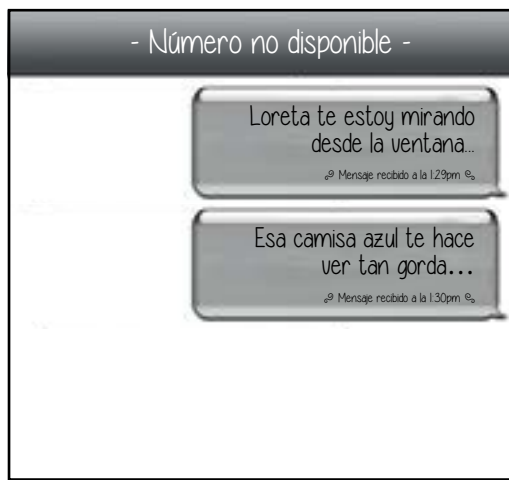 - Número no disponible -
Loreta te estoy mirando
desde la ventana...
Mensaje recibido a la 1:29pm
Esa camisa azul te hace
ver tan gorda...
Mensaje recibido a la 1:30pm